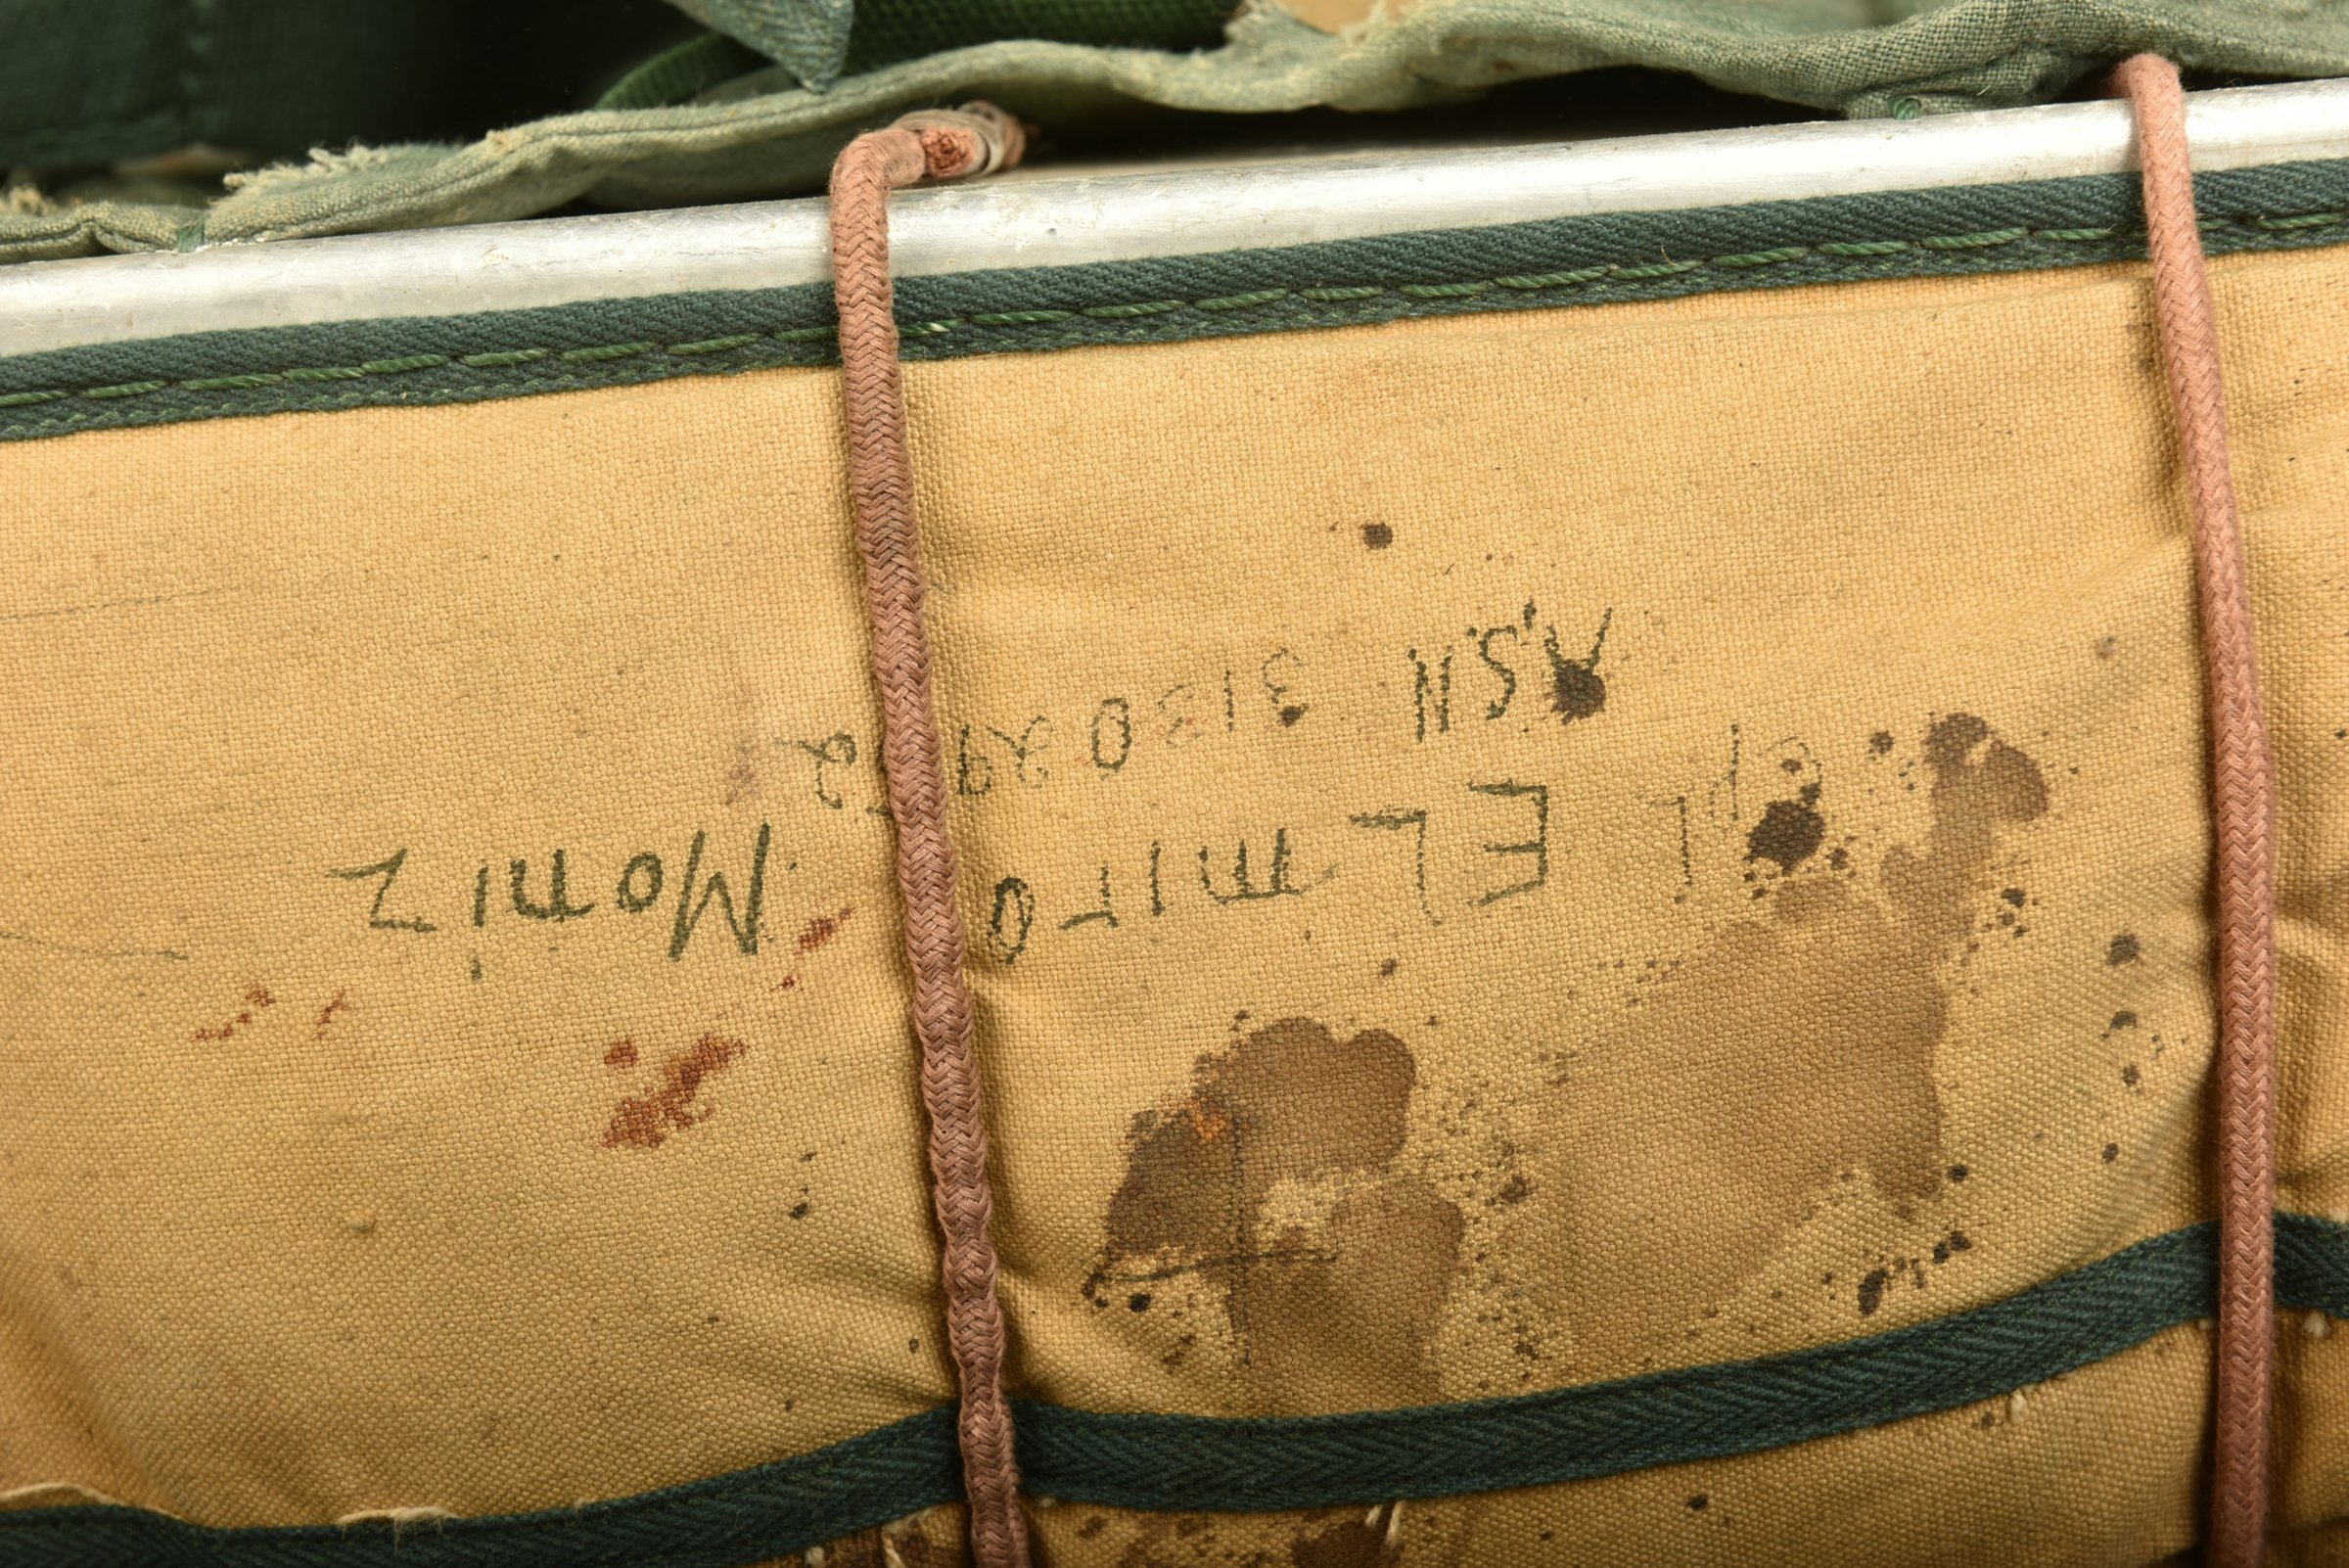 CPL ELmiro Moniz
A.S.N.